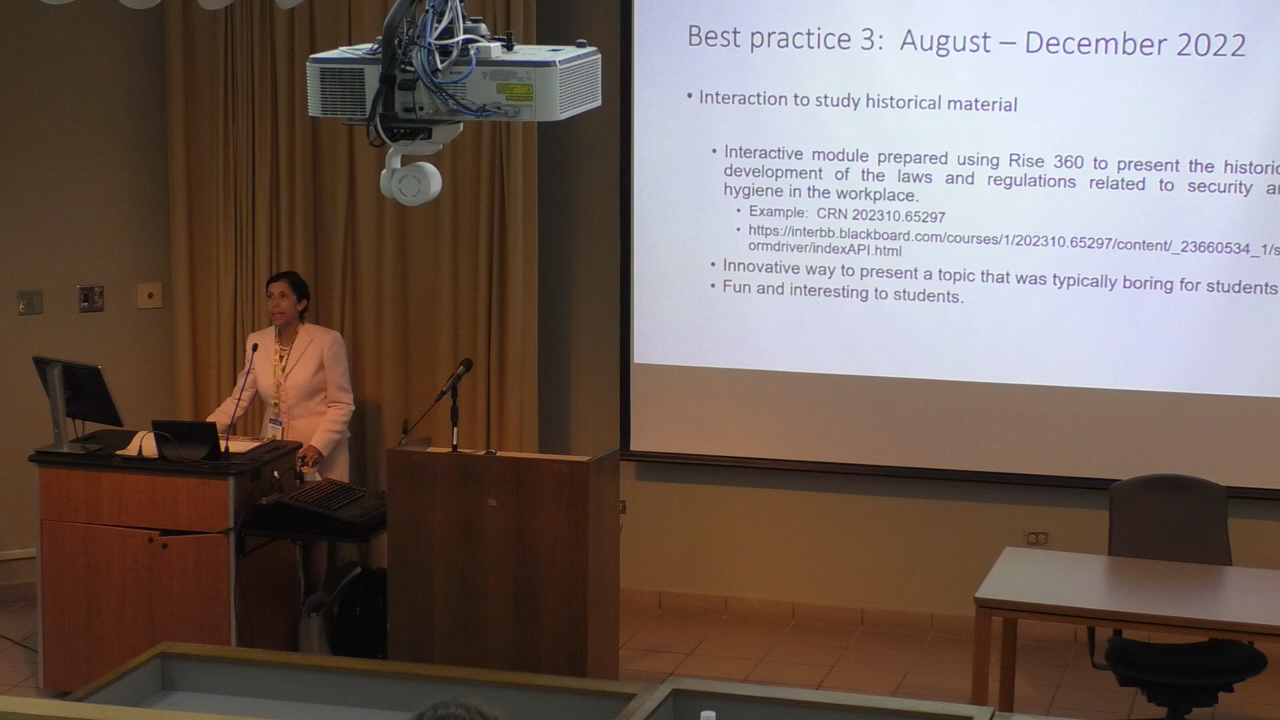 Best practice 3: August – December 2022
• Interaction to study historical material
• Interactive module prepared using Rise 360 to present the historic
development of the laws and regulations related to security a
hygiene in the workplace.
• Example: CRN 202310.65297
• https://interbb.blackboard.com/courses/1/202310.65297/content/_23660534_1/s
ormdriver/indexAPI.html
• Innovative way to present a topic that was typically boring for students
• Fun and interesting to students.